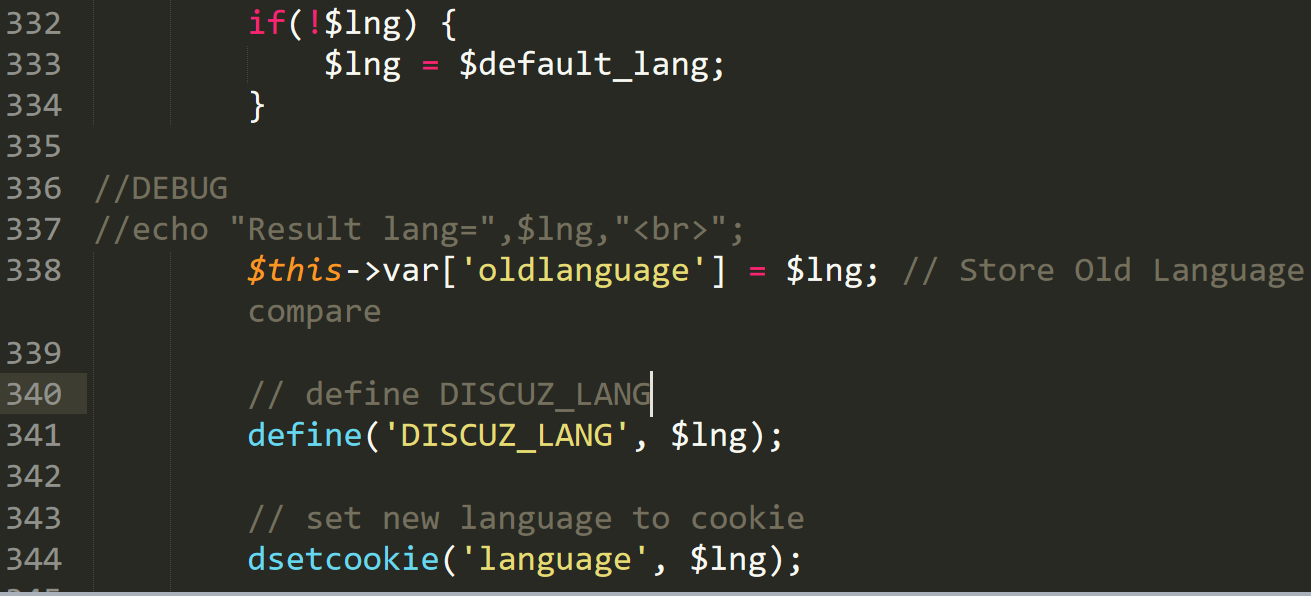 332 if(!$lng) {
333 $lng = $default_lang;
334 }
335
336 //DEBUG
337 //echo "Result lang=",$lng,"<br>";
338 $this->var['oldlanguage'] = $lng; // Store Old Language
compare
339
340 // define DISCUZ_LANG
341 define('DISCUZ_LANG', $lng);
342
343 // set new language to cookie
344 dsetcookie('language', $lng);